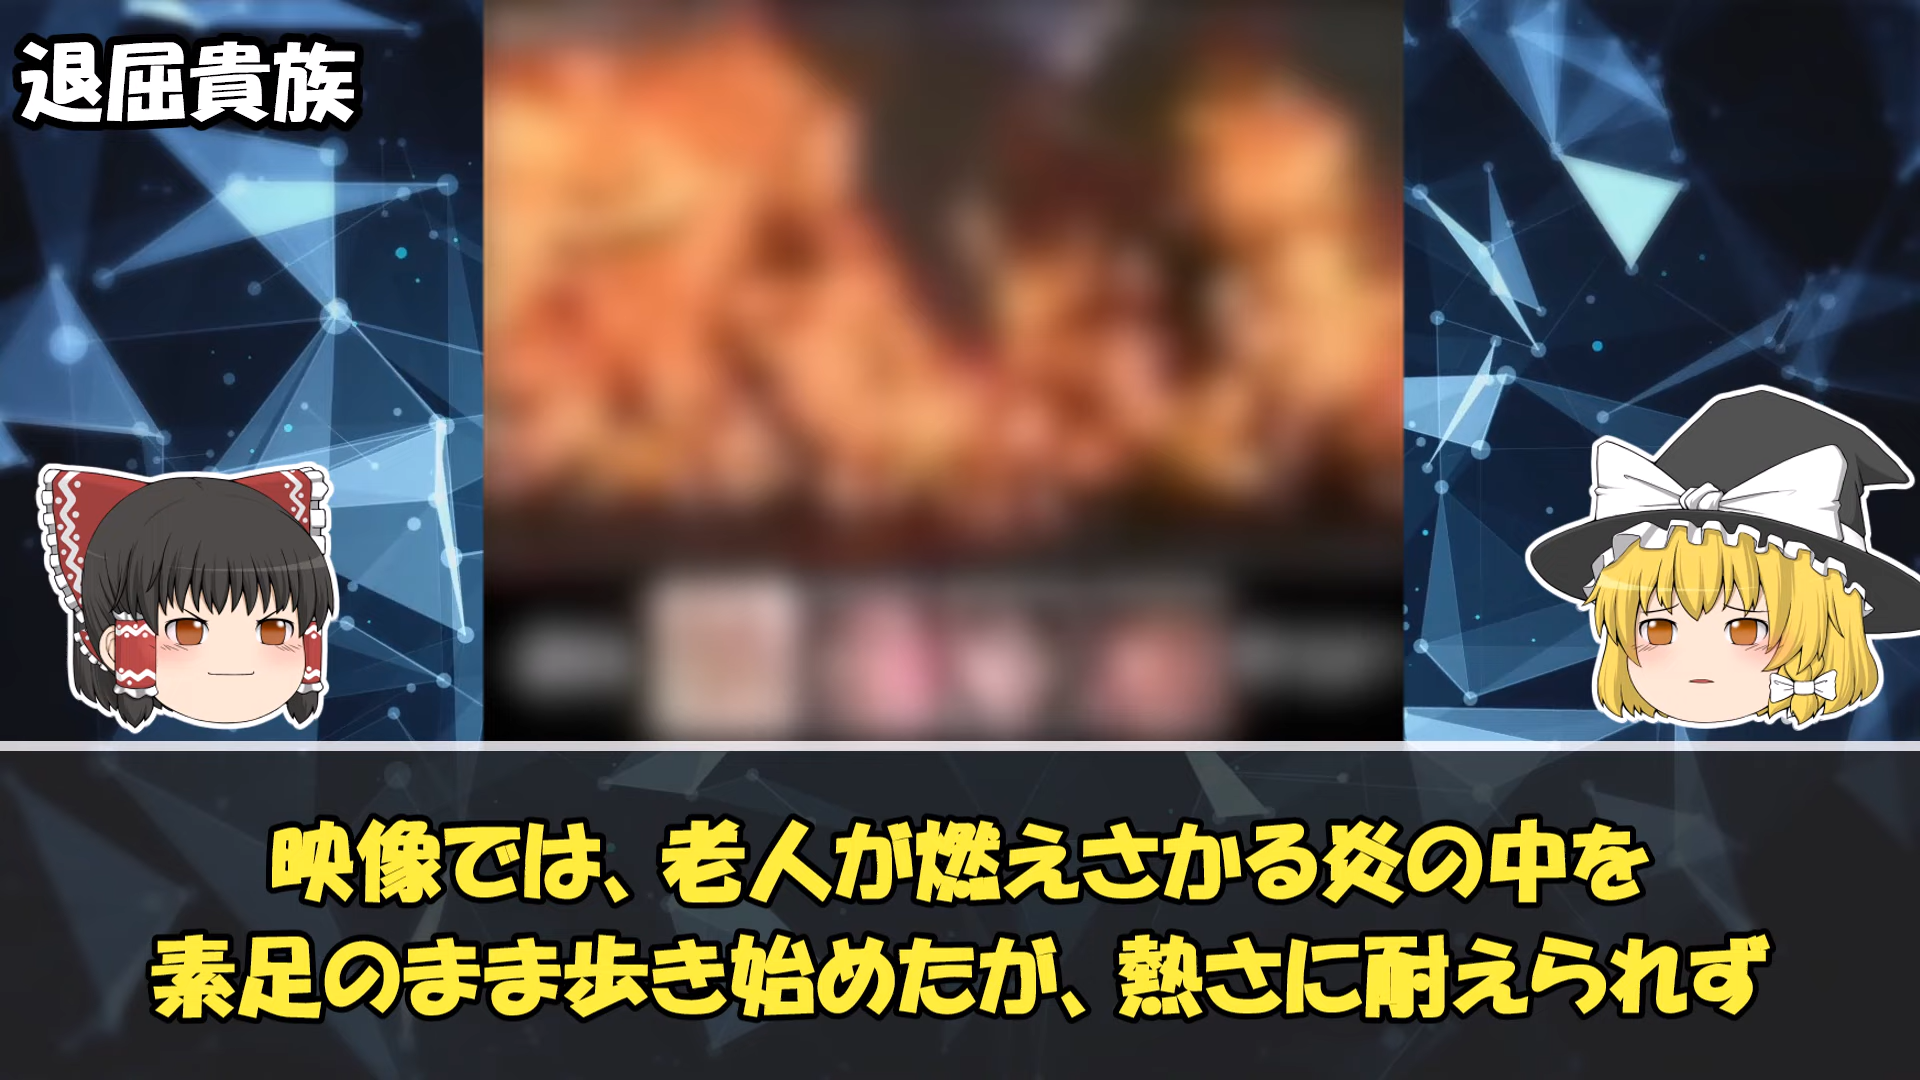 退屈貴族
映像では、老人が燃えさかる炎の中を
素足のまま歩き始めたが、熱さに耐えられず